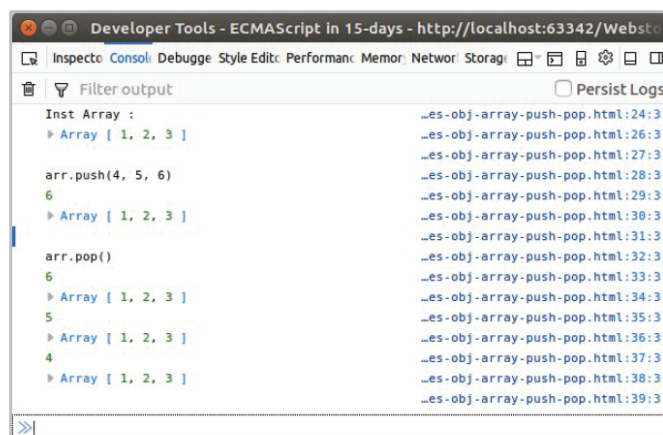 Developer Tools - ECMAScript in 15-days - http://localhost:63342/Websto
Inspecto Consol Debugge Style Edito Performanc Memor Networ Storag
Filter output Persist Logs
Inst Array : …es-obj-array-push-pop.html:24:3
Array [ 1, 2, 3 ] …es-obj-array-push-pop.html:26:3
…es-obj-array-push-pop.html:27:3
arr.push(4, 5, 6) …es-obj-array-push-pop.html:28:3
6 …es-obj-array-push-pop.html:29:3
Array [ 1, 2, 3 ] …es-obj-array-push-pop.html:30:3
…es-obj-array-push-pop.html:31:3
arr.pop() …es-obj-array-push-pop.html:32:3
6 …es-obj-array-push-pop.html:33:3
Array [ 1, 2, 3 ] …es-obj-array-push-pop.html:34:3
5 …es-obj-array-push-pop.html:35:3
Array [ 1, 2, 3 ] …es-obj-array-push-pop.html:36:3
4 …es-obj-array-push-pop.html:37:3
Array [ 1, 2, 3 ] …es-obj-array-push-pop.html:38:3
…es-obj-array-push-pop.html:39:3